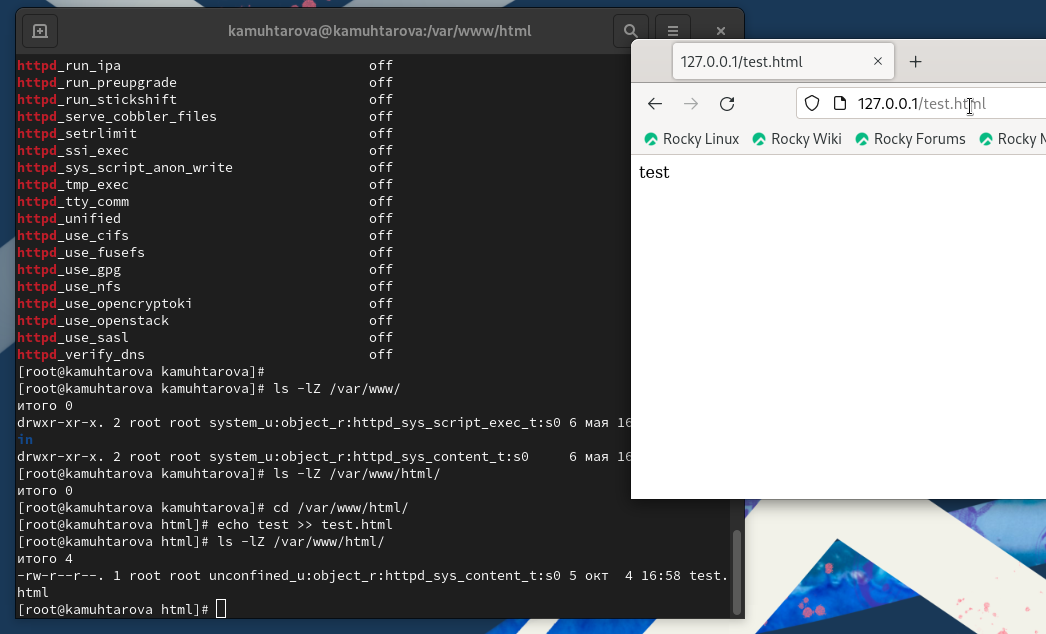 kamuhtarova@kamuhtarova:/var/www/html
httpd_run_ipa off
httpd_run_preupgrade off
httpd_run_stickshift off
httpd_serve_cobbler_files off
httpd_setrlimit off
httpd_ssi_exec off
httpd_sys_script_anon_write off
httpd_tmp_exec off
httpd_tty_comm off
httpd_unified off
httpd_use_cifs off
httpd_use_fusefs off
httpd_use_gpg off
httpd_use_nfs off
httpd_use_opencryptoki off
httpd_use_openstack off
httpd_use_sasl off
httpd_verify_dns off
[root@kamuhtarova kamuhtarova]#
[root@kamuhtarova kamuhtarova]# ls -lZ /var/www/
итого 0
drwxr-xr-x. 2 root root system_u:object_r:httpd_sys_script_exec_t:s0 6 мая 16
in
drwxr-xr-x. 2 root root system_u:object_r:httpd_sys_content_t:s0 6 мая 16
[root@kamuhtarova kamuhtarova]# ls -lZ /var/www/html/
итого 0
[root@kamuhtarova kamuhtarova]# cd /var/www/html/
[root@kamuhtarova html]# echo test >> test.html
[root@kamuhtarova html]# ls -lZ /var/www/html/
итого 4
-rw-r--r--. 1 root root unconfined_u:object_r:httpd_sys_content_t:s0 5 окт 4 16:58 test.
html
[root@kamuhtarova html]#
127.0.0.1/test.html
127.0.0.1/test.html
Rocky Linux Rocky Wiki Rocky Forums Rocky
test